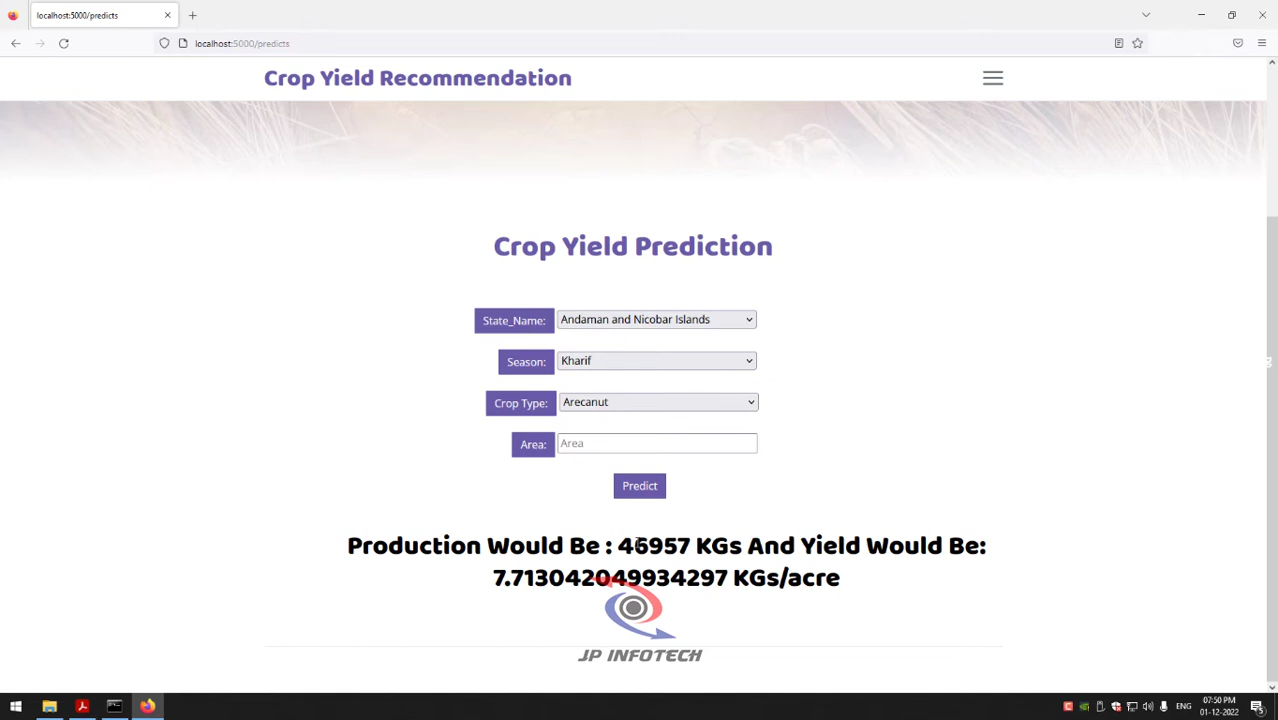 localhost:5000/predicts
localhost:5000/predicts
Crop Yield Recommendation
Crop Yield Prediction
State_Name: Andaman and Nicobar Islands
Season: Kharif
Crop Type: Arecanut
Area: Area
Predict
Production Would Be : 46957 KGs And Yield Would Be:
7.713042049934297 KGs/acre
JP INFOTECH
ENG
07:50 PM
01-12-2022
5